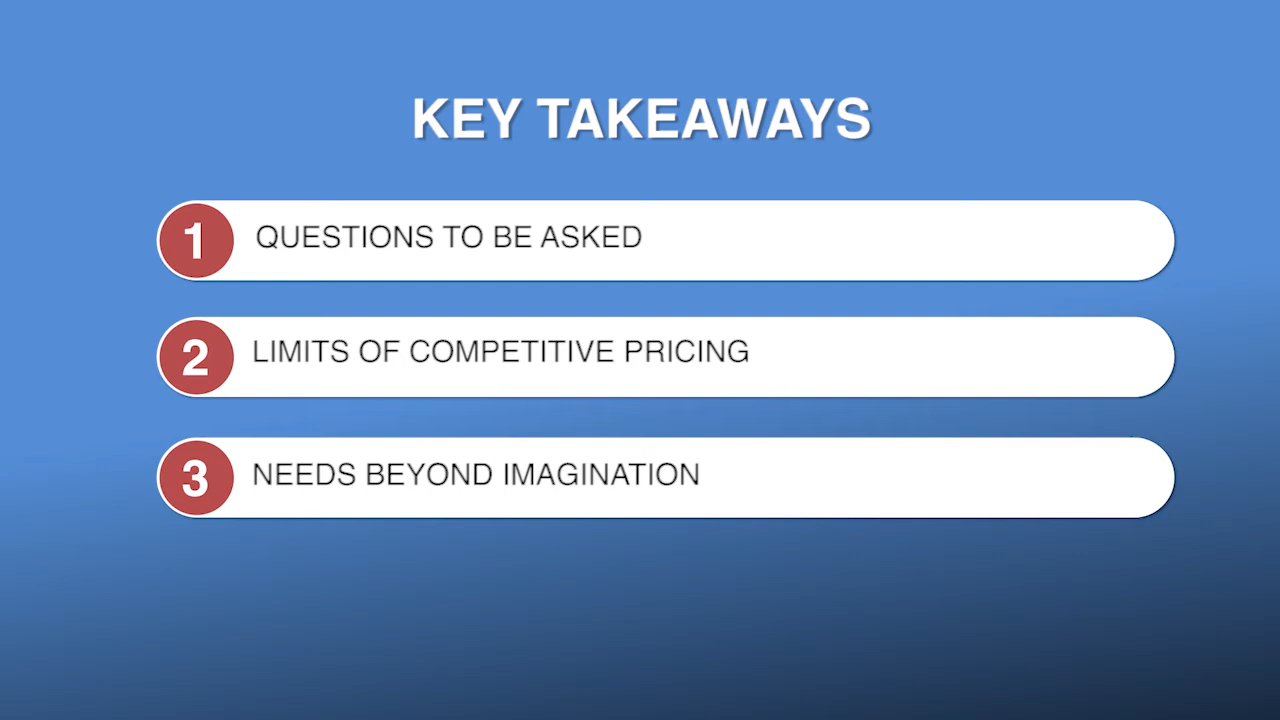 KEY TAKEAWAYS
1 QUESTIONS TO BE ASKED
2 LIMITS OF COMPETITIVE PRICING
3 NEEDS BEYOND IMAGINATION